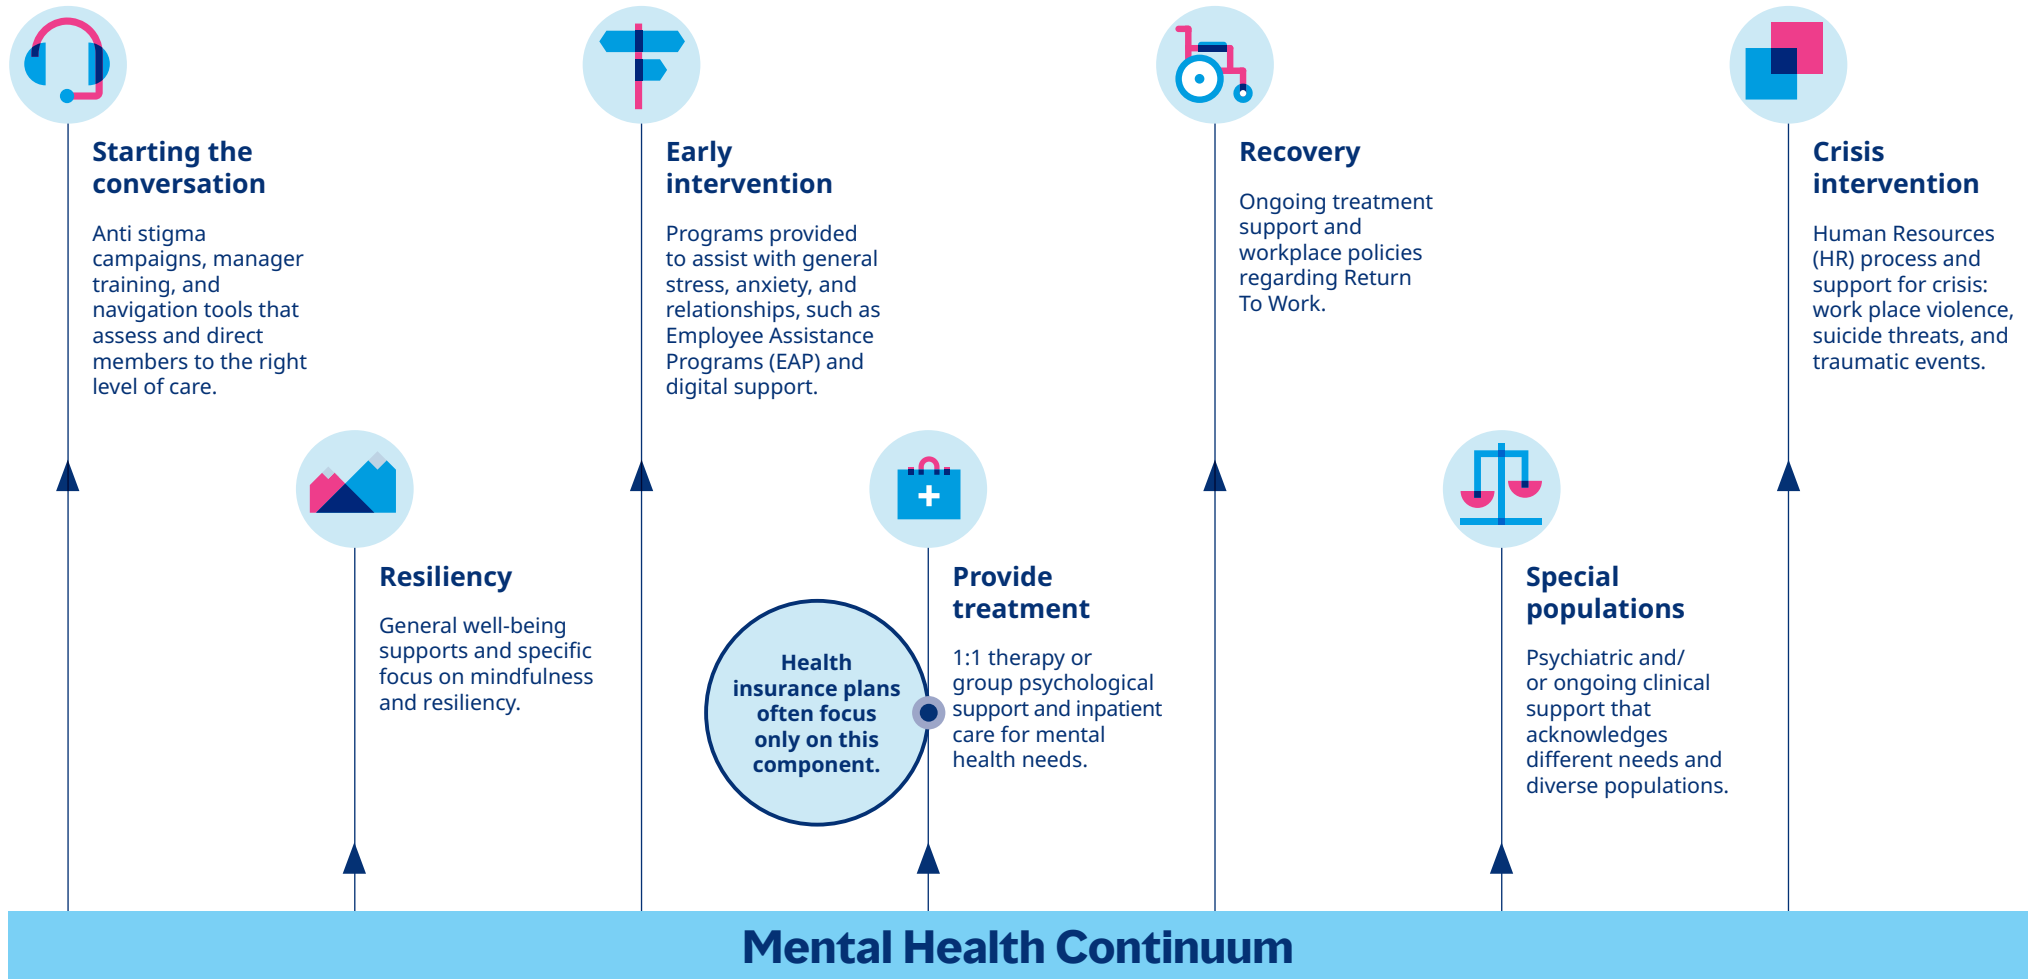 Starting the
conversation
Anti stigma
campaigns, manager
training, and
navigation tools that
assess and direct
members to the right
level of care.
Resiliency
General well-being
supports and specific
focus on mindfulness
and resiliency.
Early
intervention
Programs provided
to assist with general
stress, anxiety, and
relationships, such as
Employee Assistance
Programs (EAP) and
digital support.
Health
insurance plans
often focus
only on this
component.
Provide
treatment
1:1 therapy or
group psychological
support and inpatient
care for mental
health needs.
Recovery
Ongoing treatment
support and
workplace policies
regarding Return
To Work.
Special
populations
Psychiatric and/
or ongoing clinical
support that
acknowledges
different needs and
diverse populations.
Crisis
intervention
Human Resources
(HR) process and
support for crisis:
work place violence,
suicide threats, and
traumatic events.
Mental Health Continuum